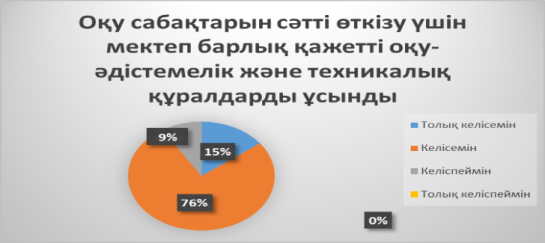 Оқу сабақтарын сәтті өткізу үшін
мектеп барлық қажетті оқу-
әдістемелік және техникалық
құралдарды ұсынды
Толық келісемін
Келісемін
Келіспеймін
Толық келіспеймін
9%
15%
76%
0%